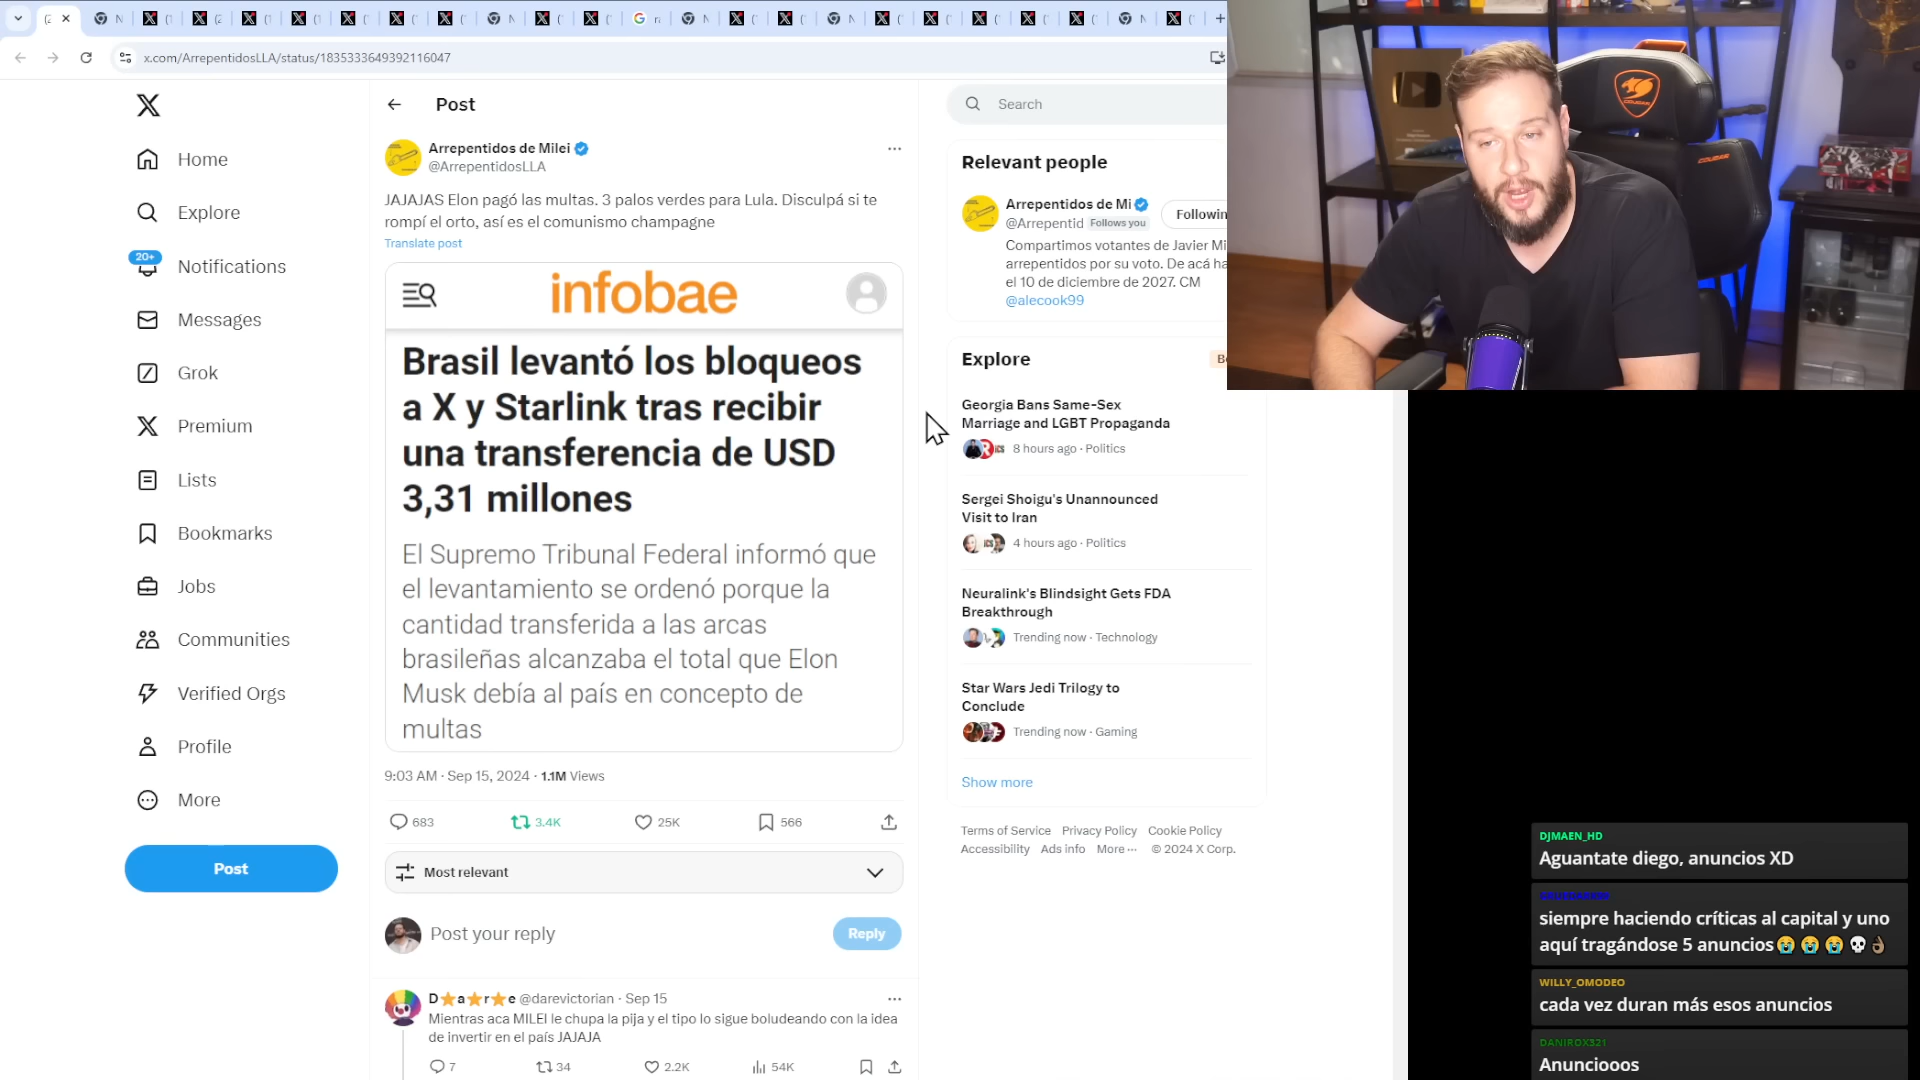 x.com/ArrepentidosLLA/status/1835333649392116047
Home
Explore
20+
Notifications
Messages
Grok
Premium
Lists
Bookmarks
Jobs
Communities
Verified Orgs
Profile
More
Post
Post
Arrepentidos de Milei
@ArrepentidosLLA
JAJAJAS Elon pagó las multas. 3 palos verdes para Lula. Disculpá si te
rompí el orto, así es el comunismo champagne
Translate post
infobae
Brasil levantó los bloqueos
a X y Starlink tras recibir
una transferencia de USD
3,31 millones
El Supremo Tribunal Federal informó que
el levantamiento se ordenó porque la
cantidad transferida a las arcas
brasileñas alcanzaba el total que Elon
Musk debía al país en concepto de
multas
9:03 AM · Sep 15, 2024 · 1.1M Views
683 3.4K 25K 566
Most relevant
Post your reply
Reply
D⭐a⭐r⭐e @darevictorian · Sep 15
Mientras aca MILEI le chupa la pija y el tipo lo sigue boludeando con la idea
de invertir en el país JAJAJA
7 34 2.2K 54K
Search
Relevant people
Arrepentidos de Mi
@Arrepentid Follows you
Followin
Compartimos votantes de Javier Mi
arrepentidos por su voto. De acá ha
el 10 de diciembre de 2027. CM
@alecook99
Explore
Georgia Bans Same-Sex
Marriage and LGBT Propaganda
8 hours ago · Politics
Sergei Shoigu's Unannounced
Visit to Iran
4 hours ago · Politics
Neuralink's Blindsight Gets FDA
Breakthrough
Trending now · Technology
Star Wars Jedi Trilogy to
Conclude
Trending now · Gaming
Show more
Terms of Service Privacy Policy Cookie Policy
Accessibility Ads info More ··· © 2024 X Corp.
COUGAR
DJMAEN_HD
Aguantate diego, anuncios XD
siempre haciendo críticas al capital y uno
aquí tragándose 5 anuncios😭😭😭💀👌🏾
WILLY_OMODEO
cada vez duran más esos anuncios
DANIROX321
Anunciooos